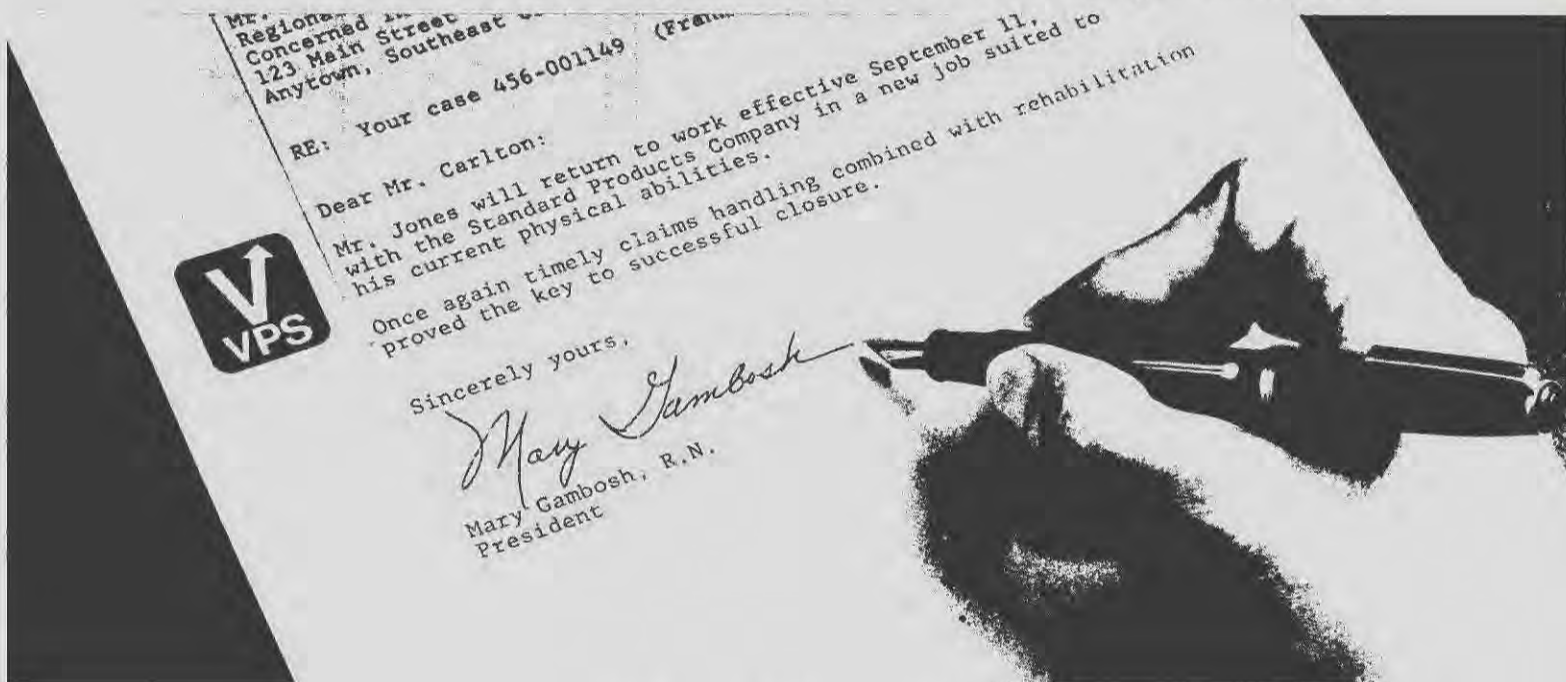 Mr.
Concerned
123 Main Street
Anytown, Southeast
RE: Your case 456-001149
Dear Mr. Carlton:
Mr. Jones will return to work effective September 11,
with the Standard Products Company in a new job suited to
his current physical abilities.
Once again timely claims handling combined with rehabilitation
proved the key to successful closure.
Sincerely yours,
Mary Gambosh
Mary Gambosh, R.N.
President
V
VPS